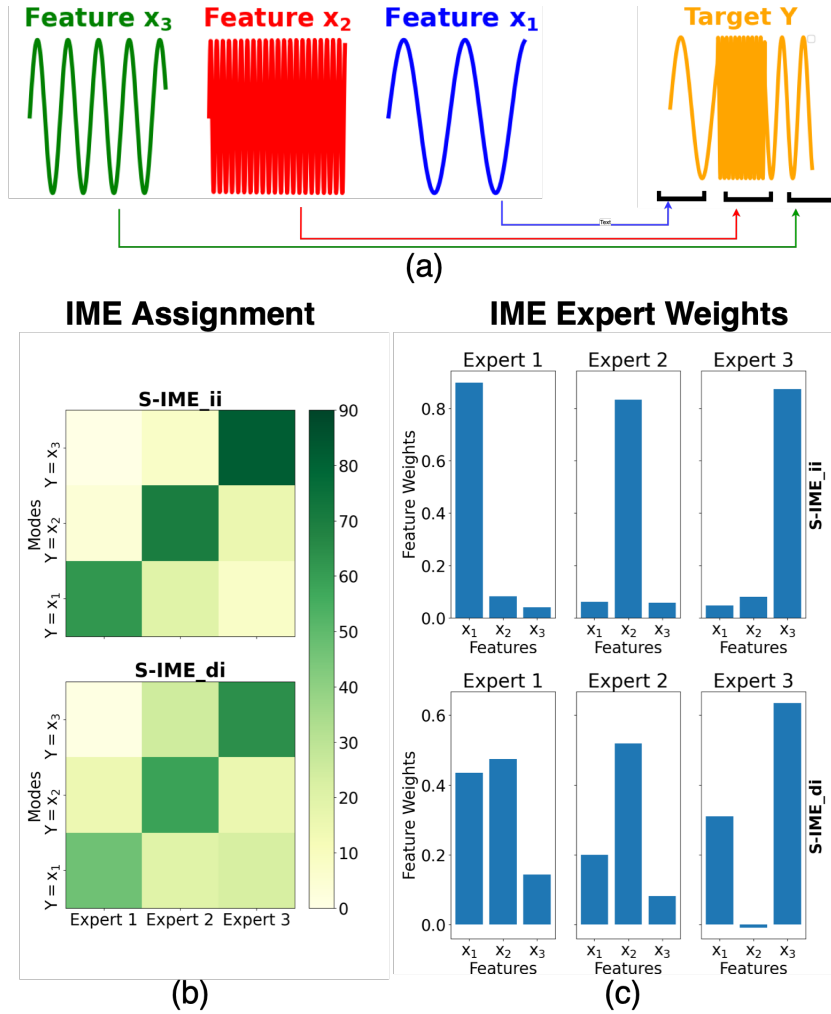 Feature x₃ Feature x₂ Feature x₁ Target Y
Text
(a)
IME Assignment
S-IME_ii
Modes
Y = x₃
Y = x₂
Y = x₁
S-IME_di
Modes
Y = x₃
Y = x₂
Y = x₁
Expert 1 Expert 2 Expert 3
90
80
70
60
50
40
30
20
10
0
(b)
IME Expert Weights
Expert 1 Expert 2 Expert 3
Feature Weights
0.8
0.6
0.4
0.2
0.0
x₁ x₂ x₃ x₁ x₂ x₃ x₁ x₂ x₃
Features Features Features
S-IME_ii
Expert 1 Expert 2 Expert 3
Feature Weights
0.6
0.4
0.2
0.0
x₁ x₂ x₃ x₁ x₂ x₃ x₁ x₂ x₃
Features Features Features
S-IME_di
(c)